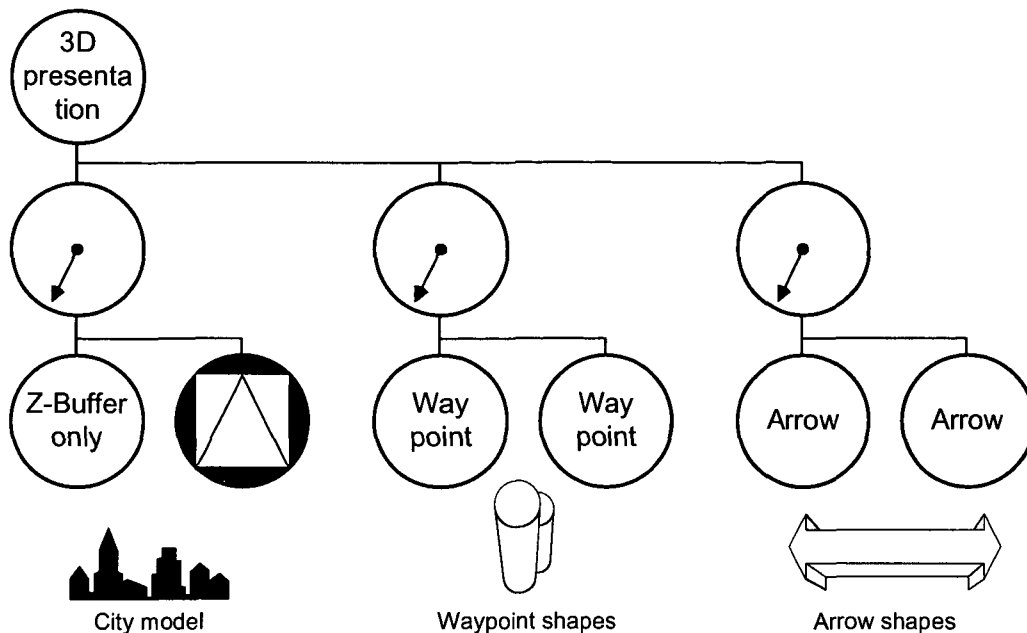 3D
presenta
tion
Z-Buffer
only
Way
point
Way
point
Arrow
Arrow
City model
Waypoint shapes
Arrow shapes